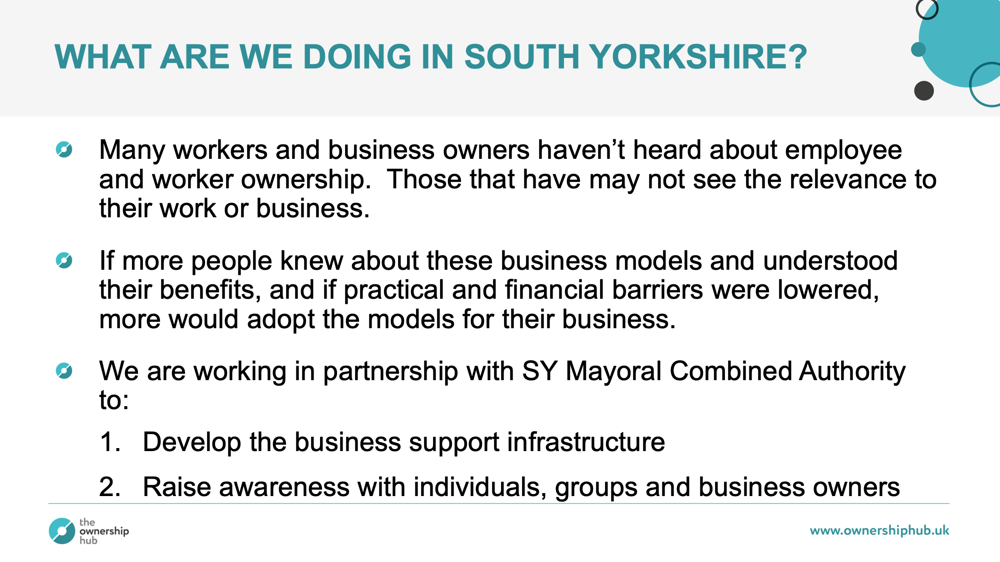 WHAT ARE WE DOING IN SOUTH YORKSHIRE?
Many workers and business owners haven’t heard about employee
and worker ownership.  Those that have may not see the relevance to
their work or business.
If more people knew about these business models and understood
their benefits, and if practical and financial barriers were lowered,
more would adopt the models for their business.
We are working in partnership with SY Mayoral Combined Authority
to:
1. Develop the business support infrastructure
2. Raise awareness with individuals, groups and business owners
the
ownership
hub
www.ownershiphub.uk